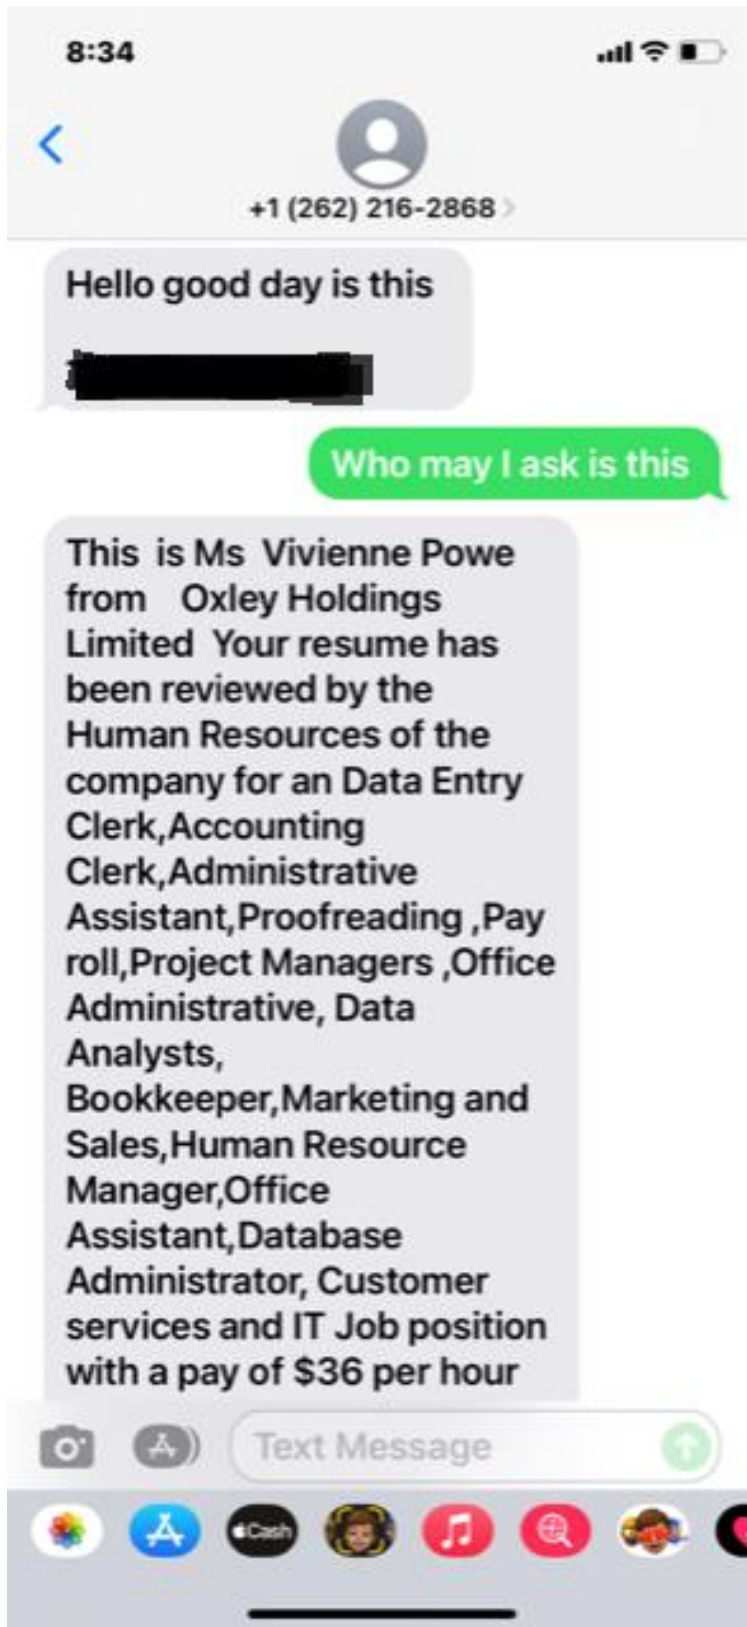 8:34
+1 (262) 216-2868
Hello good day is this
Who may I ask is this
This  is Ms  Vivienne Powe
from    Oxley Holdings
Limited  Your resume has
been reviewed by the
Human Resources of the
company for an Data Entry
Clerk,Accounting
Clerk,Administrative
Assistant,Proofreading ,Pay
roll,Project Managers ,Office
Administrative, Data
Analysts,
Bookkeeper,Marketing and
Sales,Human Resource
Manager,Office
Assistant,Database
Administrator, Customer
services and IT Job position
with a pay of $36 per hour
Text Message
Cash